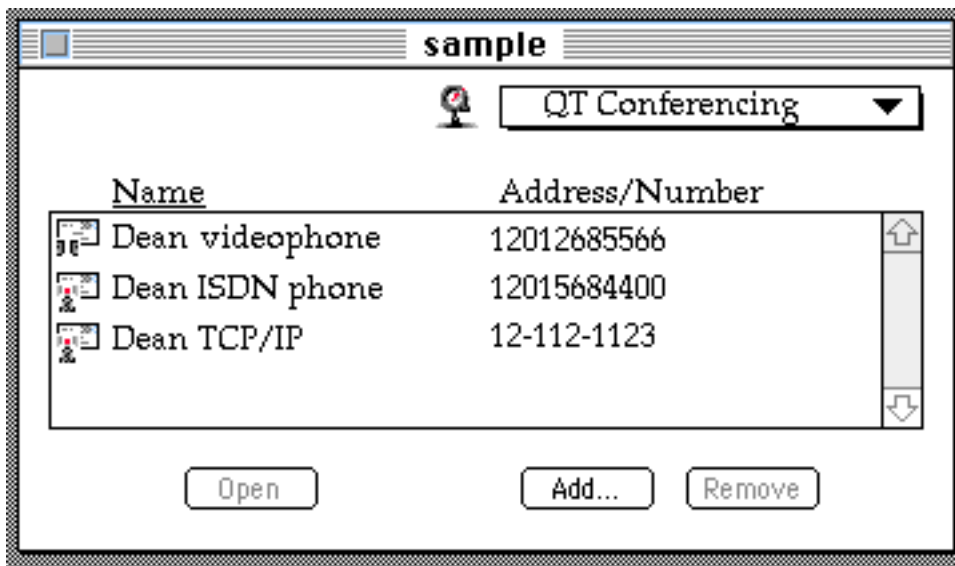 sample
QT Conferencing
Name Address/Number
Dean videophone 12012685566
Dean ISDN phone 12015684400
Dean TCP/IP 12-112-1123
Open Add... Remove